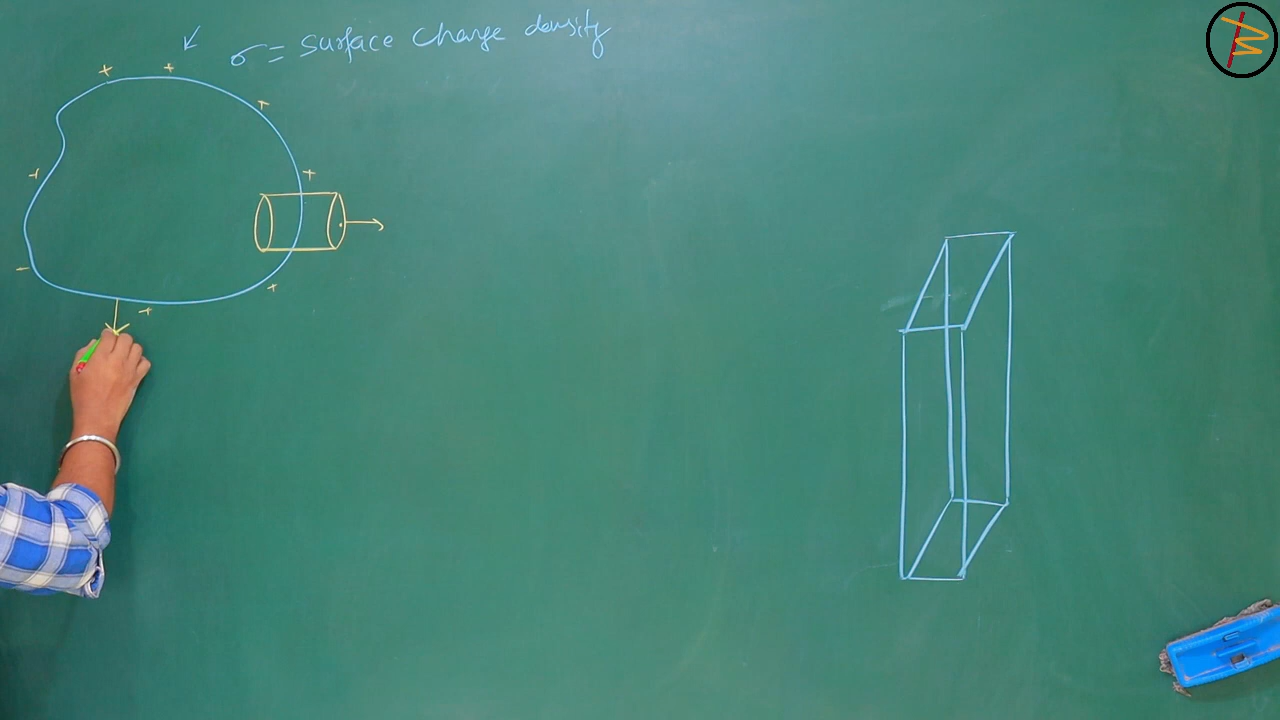 σ = surface charge density